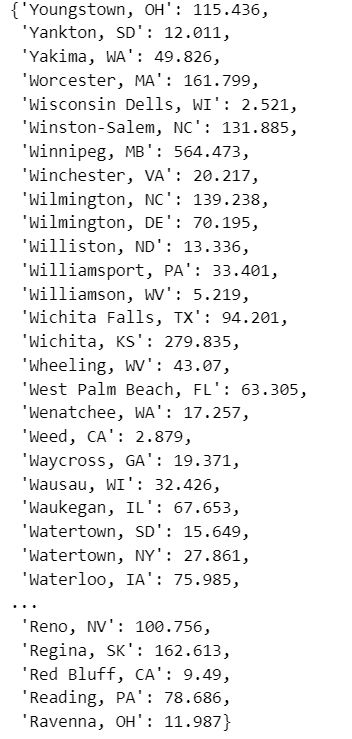 {'Youngstown, OH': 115.436,
'Yankton, SD': 12.011,
'Yakima, WA': 49.826,
'Worcester, MA': 161.799,
'Wisconsin Dells, WI': 2.521,
'Winston-Salem, NC': 131.885,
'Winnipeg, MB': 564.473,
'Winchester, VA': 20.217,
'Wilmington, NC': 139.238,
'Wilmington, DE': 70.195,
'Williston, ND': 13.336,
'Williamsport, PA': 33.401,
'Williamson, WV': 5.219,
'Wichita Falls, TX': 94.201,
'Wichita, KS': 279.835,
'Wheeling, WV': 43.07,
'West Palm Beach, FL': 63.305,
'Wenatchee, WA': 17.257,
'Weed, CA': 2.879,
'Waycross, GA': 19.371,
'Wausau, WI': 32.426,
'Waukegan, IL': 67.653,
'Watertown, SD': 15.649,
'Watertown, NY': 27.861,
'Waterloo, IA': 75.985,
...
'Reno, NV': 100.756,
'Regina, SK': 162.613,
'Red Bluff, CA': 9.49,
'Reading, PA': 78.686,
'Ravenna, OH': 11.987}